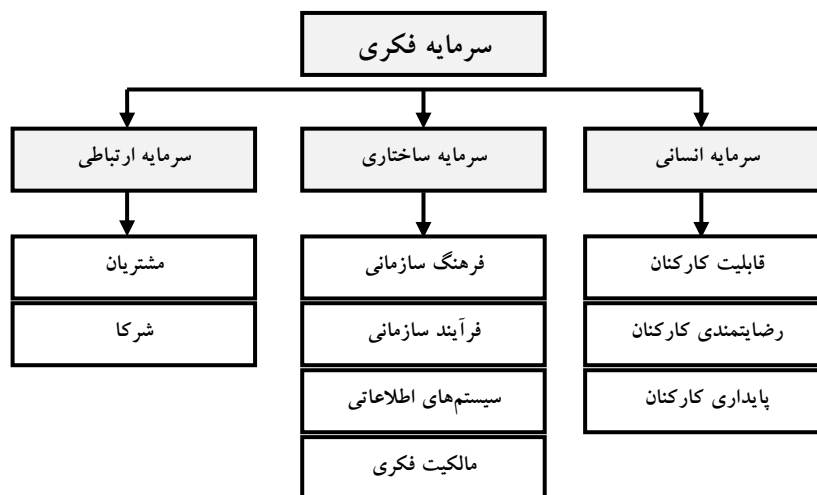 سرمایه فکری
سرمایه انسانی
قابلیت کارکنان
رضایتمندی کارکنان
پایداری کارکنان
سرمایه ساختاری
فرهنگ سازمانی
فرآیند سازمانی
سیستم‌های اطلاعاتی
مالکیت فکری
سرمایه ارتباطی
مشتریان
شرکا